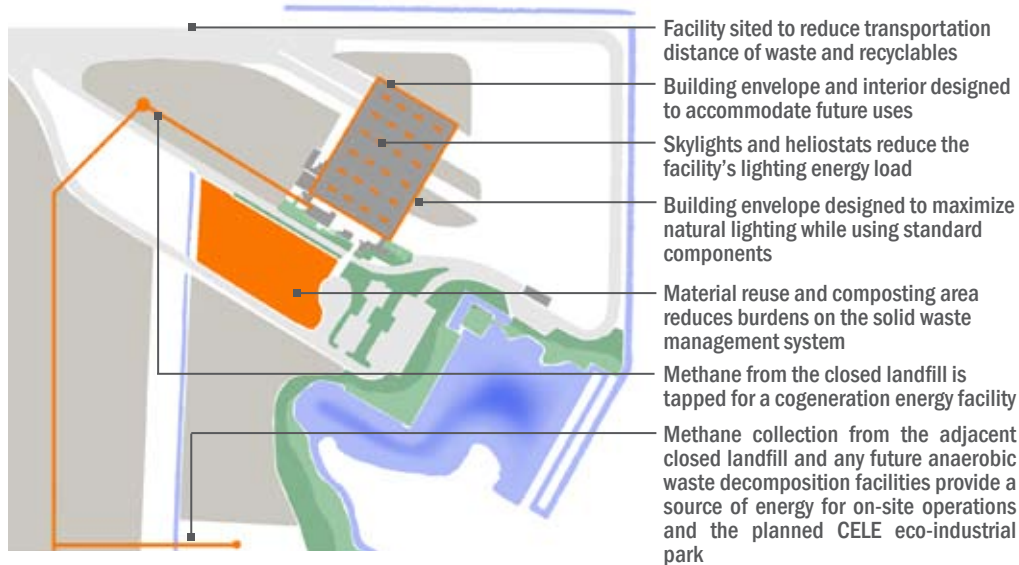 Facility sited to reduce transportation
distance of waste and recyclables
Building envelope and interior designed
to accommodate future uses
Skylights and heliostats reduce the
facility's lighting energy load
Building envelope designed to maximize
natural lighting while using standard
components
Material reuse and composting area
reduces burdens on the solid waste
management system
Methane from the closed landfill is
tapped for a cogeneration energy facility
Methane collection from the adjacent
closed landfill and any future anaerobic
waste decomposition facilities provide a
source of energy for on-site operations
and the planned CELE eco-industrial
park